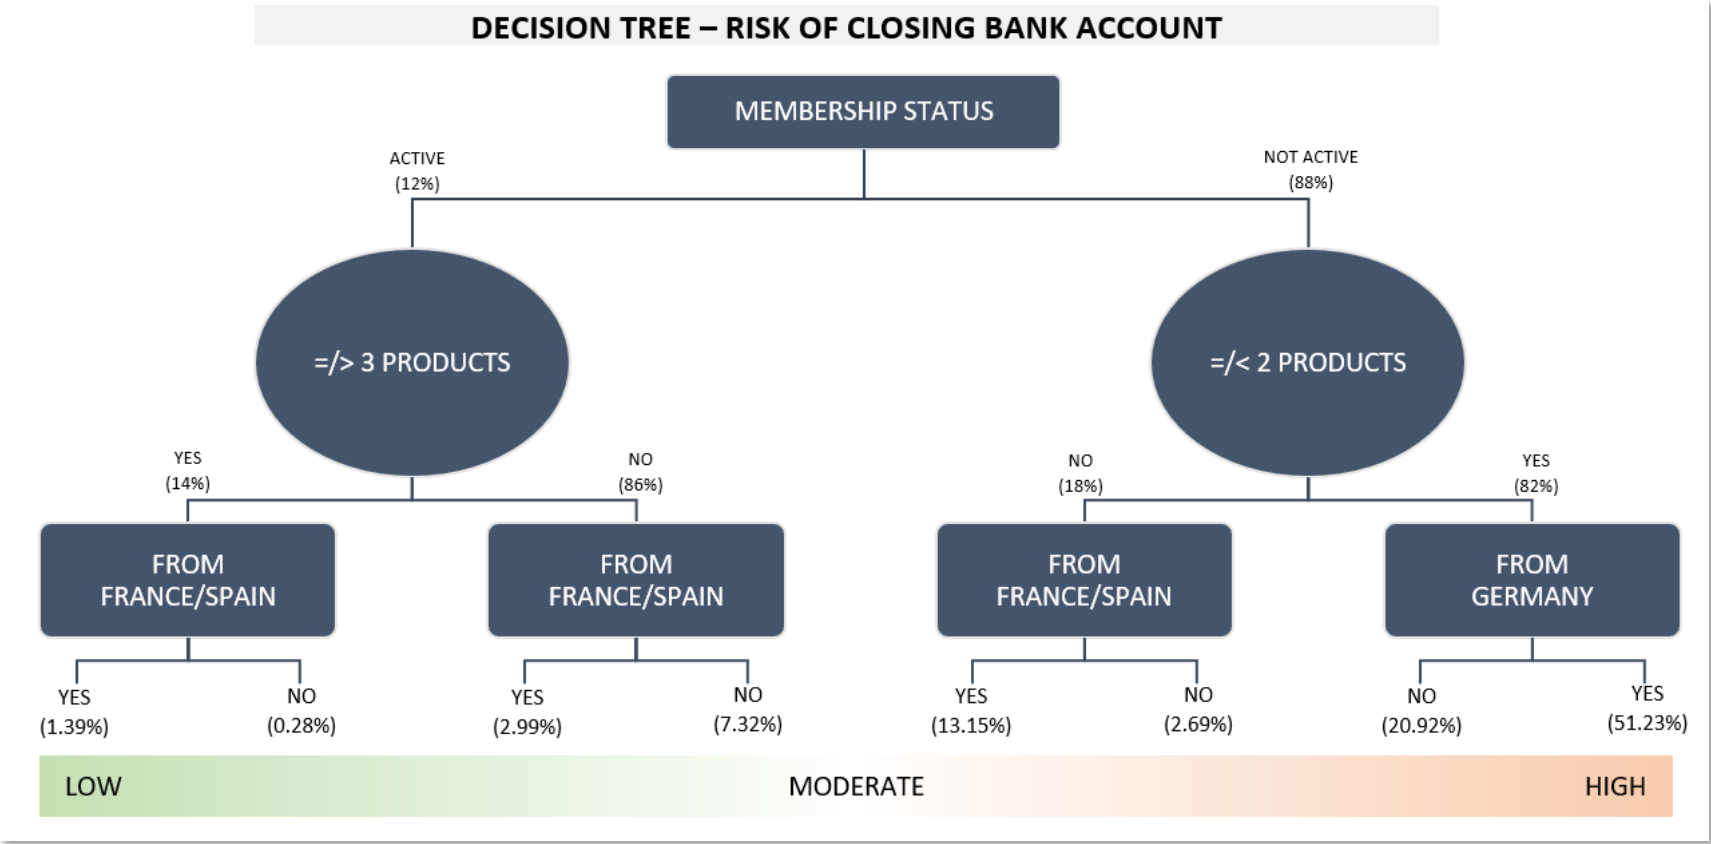 DECISION TREE – RISK OF CLOSING BANK ACCOUNT
MEMBERSHIP STATUS
ACTIVE
(12%)
NOT ACTIVE
(88%)
=/> 3 PRODUCTS
=/< 2 PRODUCTS
YES
(14%)
NO
(86%)
NO
(18%)
YES
(82%)
FROM
FRANCE/SPAIN
FROM
FRANCE/SPAIN
FROM
FRANCE/SPAIN
FROM
GERMANY
YES
(1.39%)
NO
(0.28%)
YES
(2.99%)
NO
(7.32%)
YES
(13.15%)
NO
(2.69%)
NO
(20.92%)
YES
(51.23%)
LOW
MODERATE
HIGH